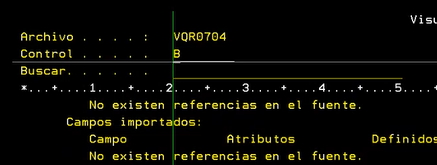 Visu
Archivo . . . . . :   VQR0704
Control . . . . .     B
Buscar. . . . . .
*...+....1....+....2....+....3....+....4....+....5....
No existen referencias en el fuente.
Campos importados:
Campo   Atributos   Definidos
No existen referencias en el fuente.